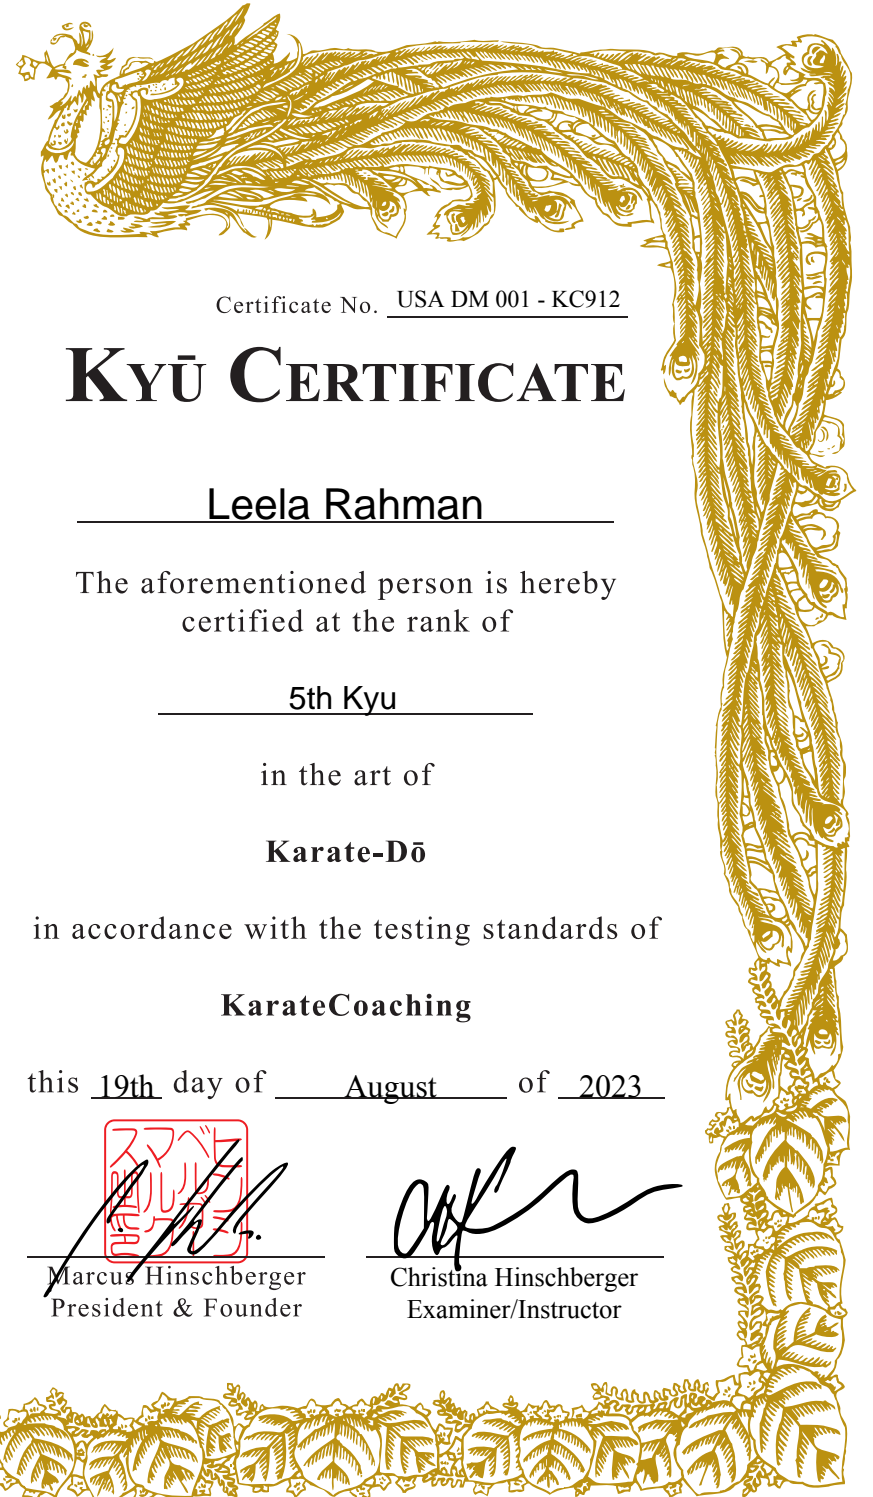 Certificate No. USA DM 001 - KC912
KYŪ CERTIFICATE
Leela Rahman
The aforementioned person is hereby
certified at the rank of
5th Kyu
in the art of
Karate-Dō
in accordance with the testing standards of
KarateCoaching
this 19th day of August of 2023
Marcus Hinschberger
President & Founder
Christina Hinschberger
Examiner/Instructor